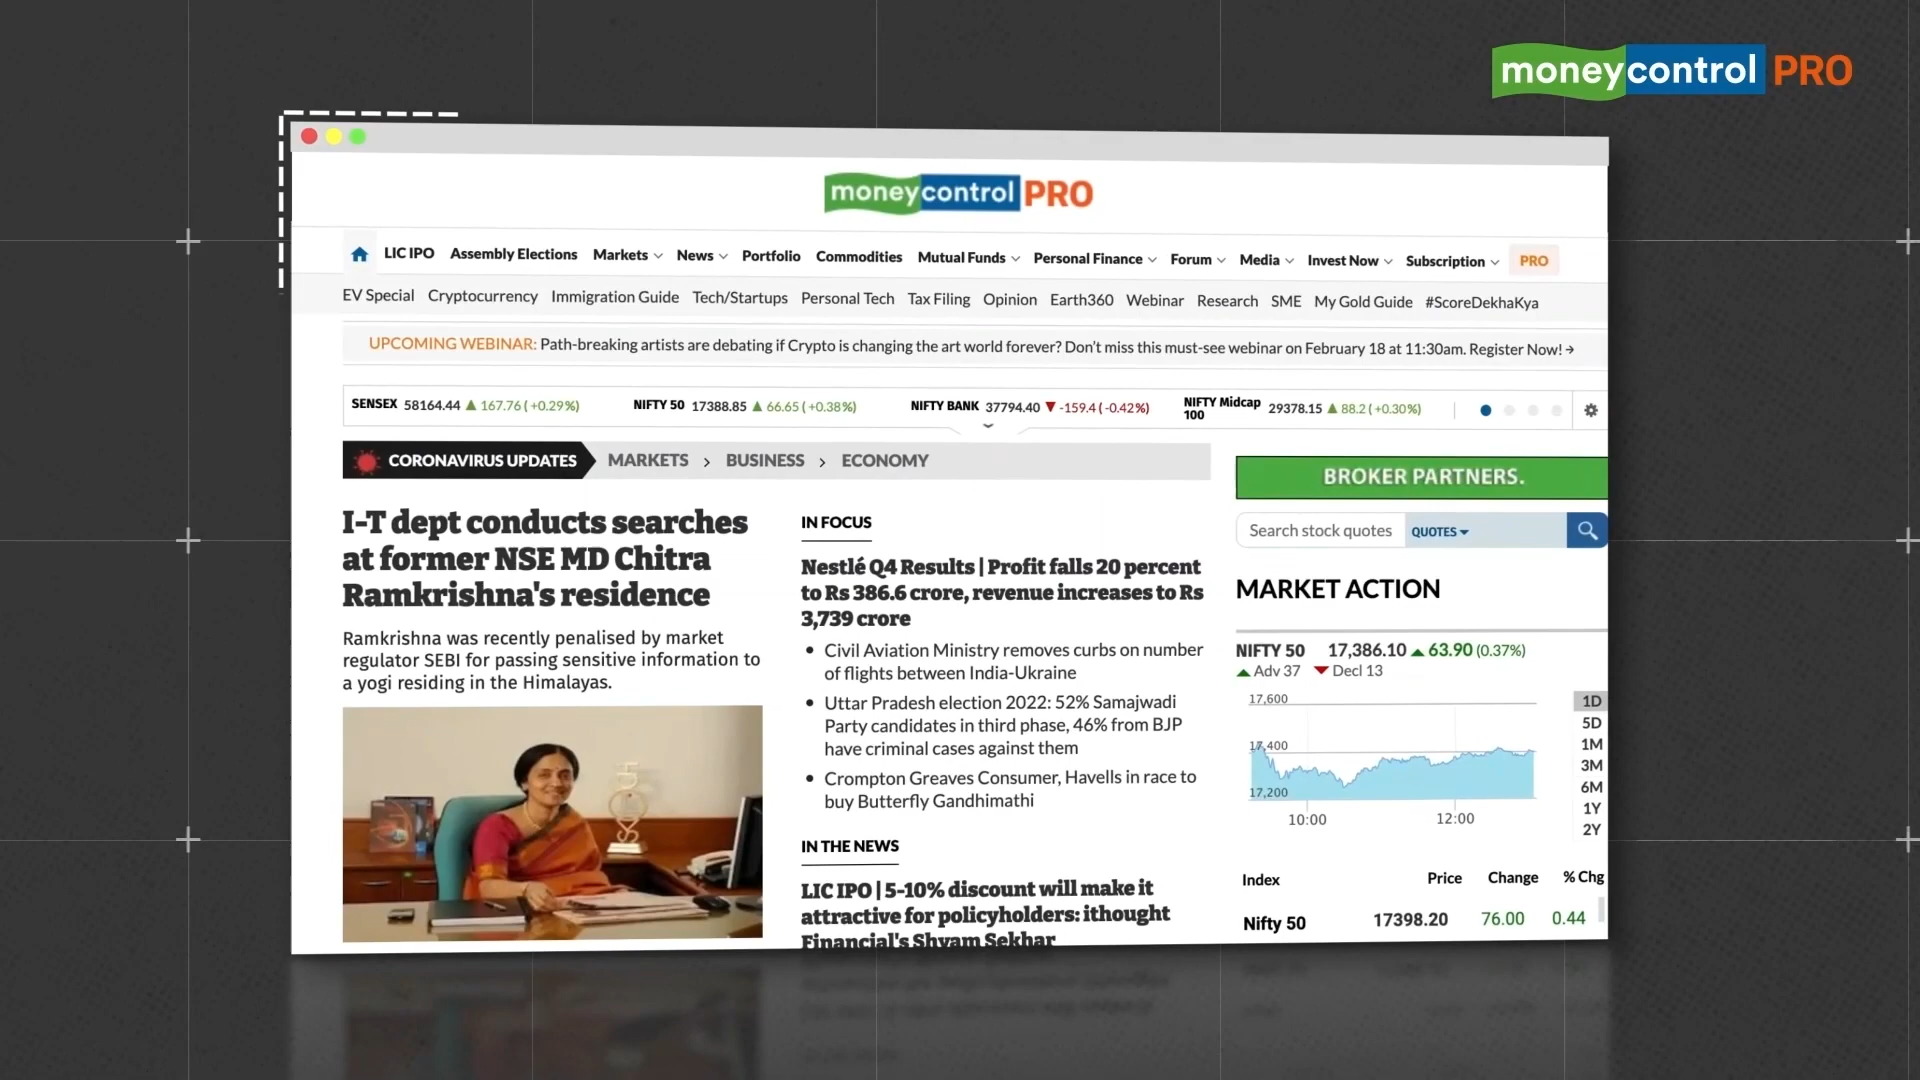 moneycontrol PRO
moneycontrol PRO
LIC IPO Assembly Elections Markets News Portfolio Commodities Mutual Funds Personal Finance Forum Media Invest Now Subscription PRO
EV Special Cryptocurrency Immigration Guide Tech/Startups Personal Tech Tax Filing Opinion Earth360 Webinar Research SME My Gold Guide #ScoreDekhaKya
UPCOMING WEBINAR: Path-breaking artists are debating if Crypto is changing the art world forever? Don't miss this must-see webinar on February 18 at 11:30am. Register Now! →
SENSEX 58164.44 ▲ 167.76 (+0.29%) NIFTY 50 17388.85 ▲ 66.65 (+0.38%) NIFTY BANK 37794.40 ▼ -159.4 (-0.42%) NIFTY Midcap 100 29378.15 ▲ 88.2 (+0.30%)
CORONAVIRUS UPDATES MARKETS > BUSINESS > ECONOMY
I-T dept conducts searches
at former NSE MD Chitra
Ramkrishna's residence
Ramkrishna was recently penalised by market
regulator SEBI for passing sensitive information to
a yogi residing in the Himalayas.
IN FOCUS
Nestlé Q4 Results | Profit falls 20 percent
to Rs 386.6 crore, revenue increases to Rs
3,739 crore
• Civil Aviation Ministry removes curbs on number
of flights between India-Ukraine
• Uttar Pradesh election 2022: 52% Samajwadi
Party candidates in third phase, 46% from BJP
have criminal cases against them
• Crompton Greaves Consumer, Havells in race to
buy Butterfly Gandhimathi
IN THE NEWS
LIC IPO | 5-10% discount will make it
attractive for policyholders: ithought
Financial's Shyam Sekhar
BROKER PARTNERS.
Search stock quotes QUOTES
MARKET ACTION
NIFTY 50 17,386.10 ▲ 63.90 (0.37%)
▲ Adv 37 ▼ Decl 13
17,600
17,400
17,200
10:00 12:00
1D
5D
1M
3M
6M
1Y
2Y
Index Price Change % Chg
Nifty 50 17398.20 76.00 0.44